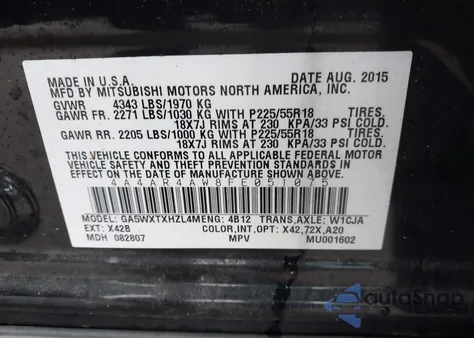 MADE IN U.S.A. DATE AUG. 2015
MFD BY MITSUBISHI MOTORS NORTH AMERICA, INC.
GVWR 4343 LBS/1970 KG
GAWR FR. 2271 LBS/1030 KG WITH P225/55R18 TIRES,
18X7J RIMS AT 230 KPA/33 PSI COLD.
GAWR RR. 2205 LBS/1000 KG WITH P225/55R18 TIRES,
18X7J RIMS AT 230 KPA/33 PSI COLD.
THIS VEHICLE CONFORMS TO ALL APPLICABLE FEDERAL MOTOR
VEHICLE SAFETY AND THEFT PREVENTION STANDARDS IN
EFFECT ON THE DATE OF MANUFACTURE SHOWN ABOVE.
4A4AR4AW8FE051075
MODEL: GA5WXTXHZL4MENG: 4B12 TRANS,AXLE: W1CJA
EXT: X42B COLOR,INT,OPT: X42,72X,A20
MDH 082807 MPV MU001602
autoSnap